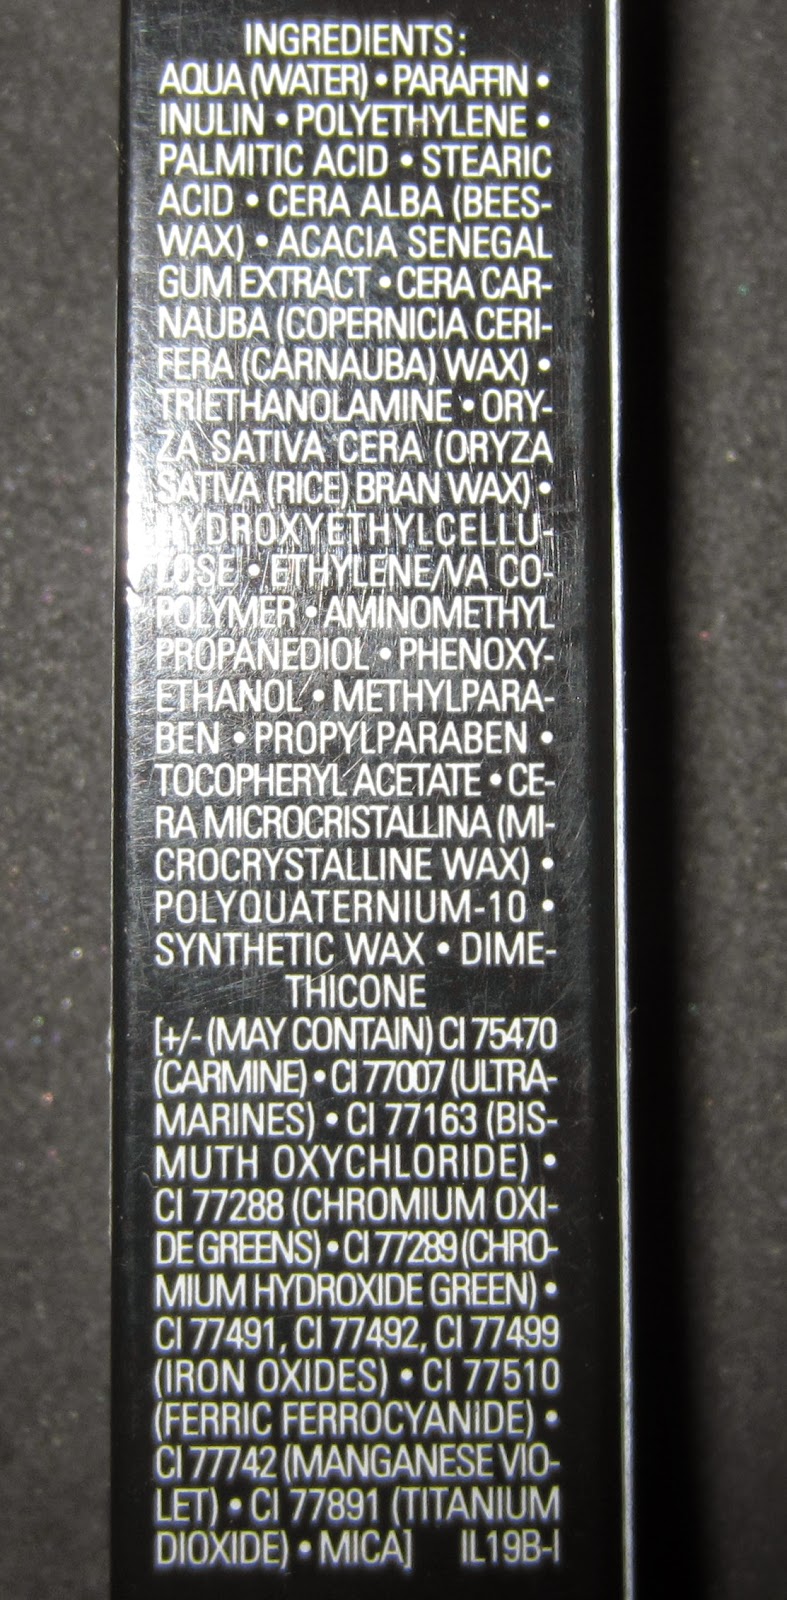 INGREDIENTS:
AQUA (WATER) • PARAFFIN •
INULIN • POLYETHYLENE •
PALMITIC ACID • STEARIC
ACID • CERA ALBA (BEES-
WAX) • ACACIA SENEGAL
GUM EXTRACT • CERA CAR-
NAUBA (COPERNICIA CERI-
FERA (CARNAUBA) WAX) •
TRIETHANOLAMINE • ORY-
ZA SATIVA CERA (ORYZA
SATIVA (RICE) BRAN WAX) •
HYDROXYETHYLCELLU-
LOSE • ETHYLENE/VA CO-
POLYMER • AMINOMETHYL
PROPANEDIOL • PHENOXY-
ETHANOL • METHYLPARA-
BEN • PROPYLPARABEN •
TOCOPHERYL ACETATE • CE-
RA MICROCRISTALLINA (MI-
CROCRYSTALLINE WAX) •
POLYQUATERNIUM-10 •
SYNTHETIC WAX • DIME-
THICONE
[+/- (MAY CONTAIN) CI 75470
(CARMINE) • CI 77007 (ULTRA-
MARINES) • CI 77163 (BIS-
MUTH OXYCHLORIDE) •
CI 77288 (CHROMIUM OXI-
DE GREENS) • CI 77289 (CHRO-
MIUM HYDROXIDE GREEN) •
CI 77491, CI 77492, CI 77499
(IRON OXIDES) • CI 77510
(FERRIC FERROCYANIDE) •
CI 77742 (MANGANESE VIO-
LET) • CI 77891 (TITANIUM
DIOXIDE) • MICA] IL19B-I